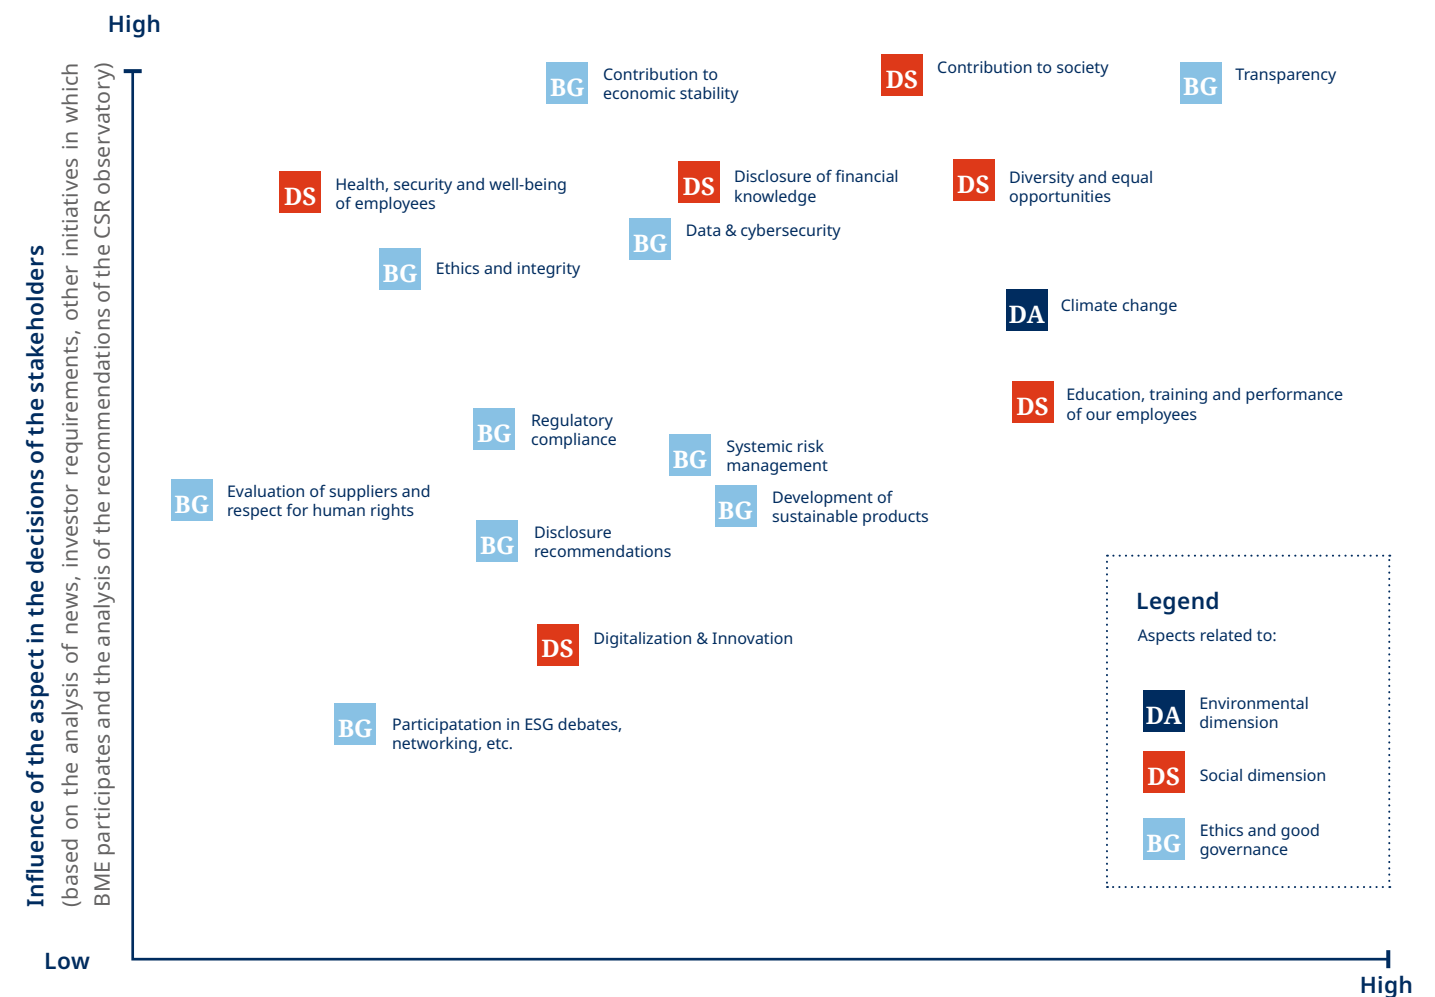 High
Influence of the aspect in the decisions of the stakeholders
(based on the analysis of news, investor requirements, other initiatives in which
BME participates and the analysis of the recommendations of the CSR observatory)
BG
Contribution to
economic stability
DS
Contribution to society
BG
Transparency
DS
Health, security and well-being
of employees
DS
Disclosure of financial
knowledge
DS
Diversity and equal
opportunities
BG
Data & cybersecurity
BG
Ethics and integrity
DA
Climate change
DS
Education, training and performance
of our employees
BG
Regulatory
compliance
BG
Systemic risk
management
BG
Evaluation of suppliers and
respect for human rights
BG
Development of
sustainable products
BG
Disclosure
recommendations
DS
Digitalization & Innovation
BG
Participatation in ESG debates,
networking, etc.
Legend
Aspects related to:
DA
Environmental
dimension
DS
Social dimension
BG
Ethics and good
governance
Low
High